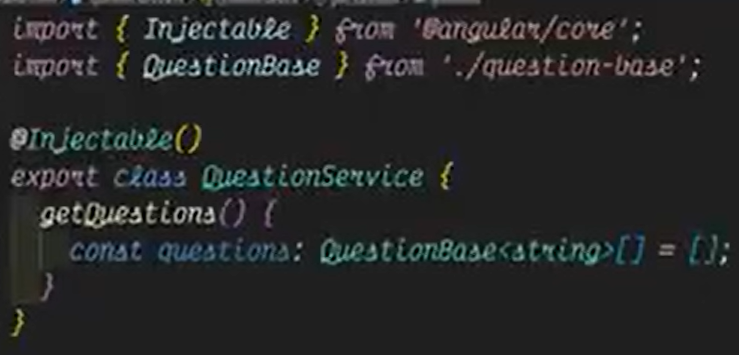 import { Injectable } from '@angular/core';
import { QuestionBase } from './question-base';
@Injectable()
export class QuestionService {
getQuestions() {
const questions: QuestionBase<string>[] = [];
}
}